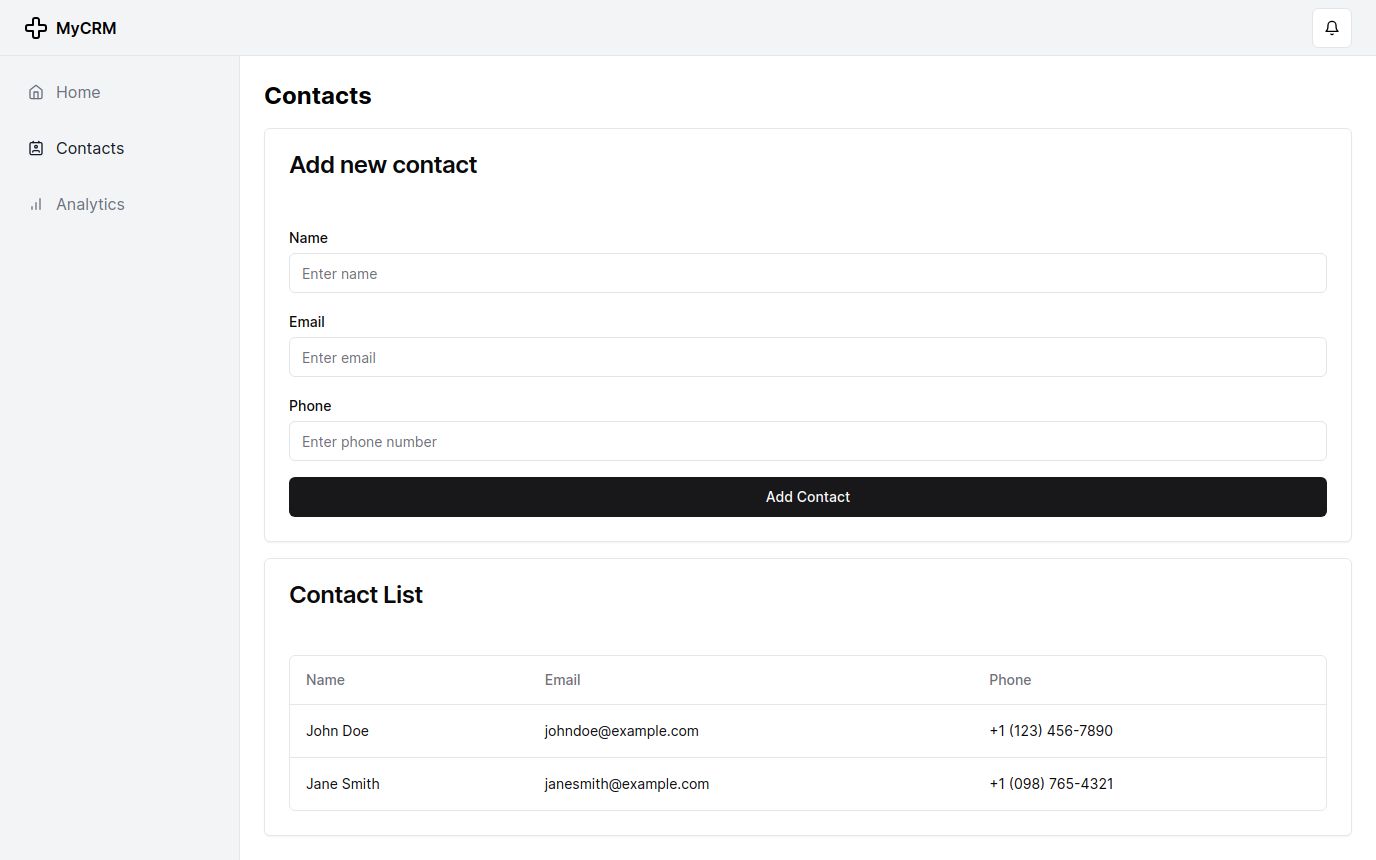 MyCRM
Home
Contacts
Analytics
Contacts
Add new contact
Name
Enter name
Email
Enter email
Phone
Enter phone number
Add Contact
Contact List
Name Email Phone
John Doe johndoe@example.com +1 (123) 456-7890
Jane Smith janesmith@example.com +1 (098) 765-4321